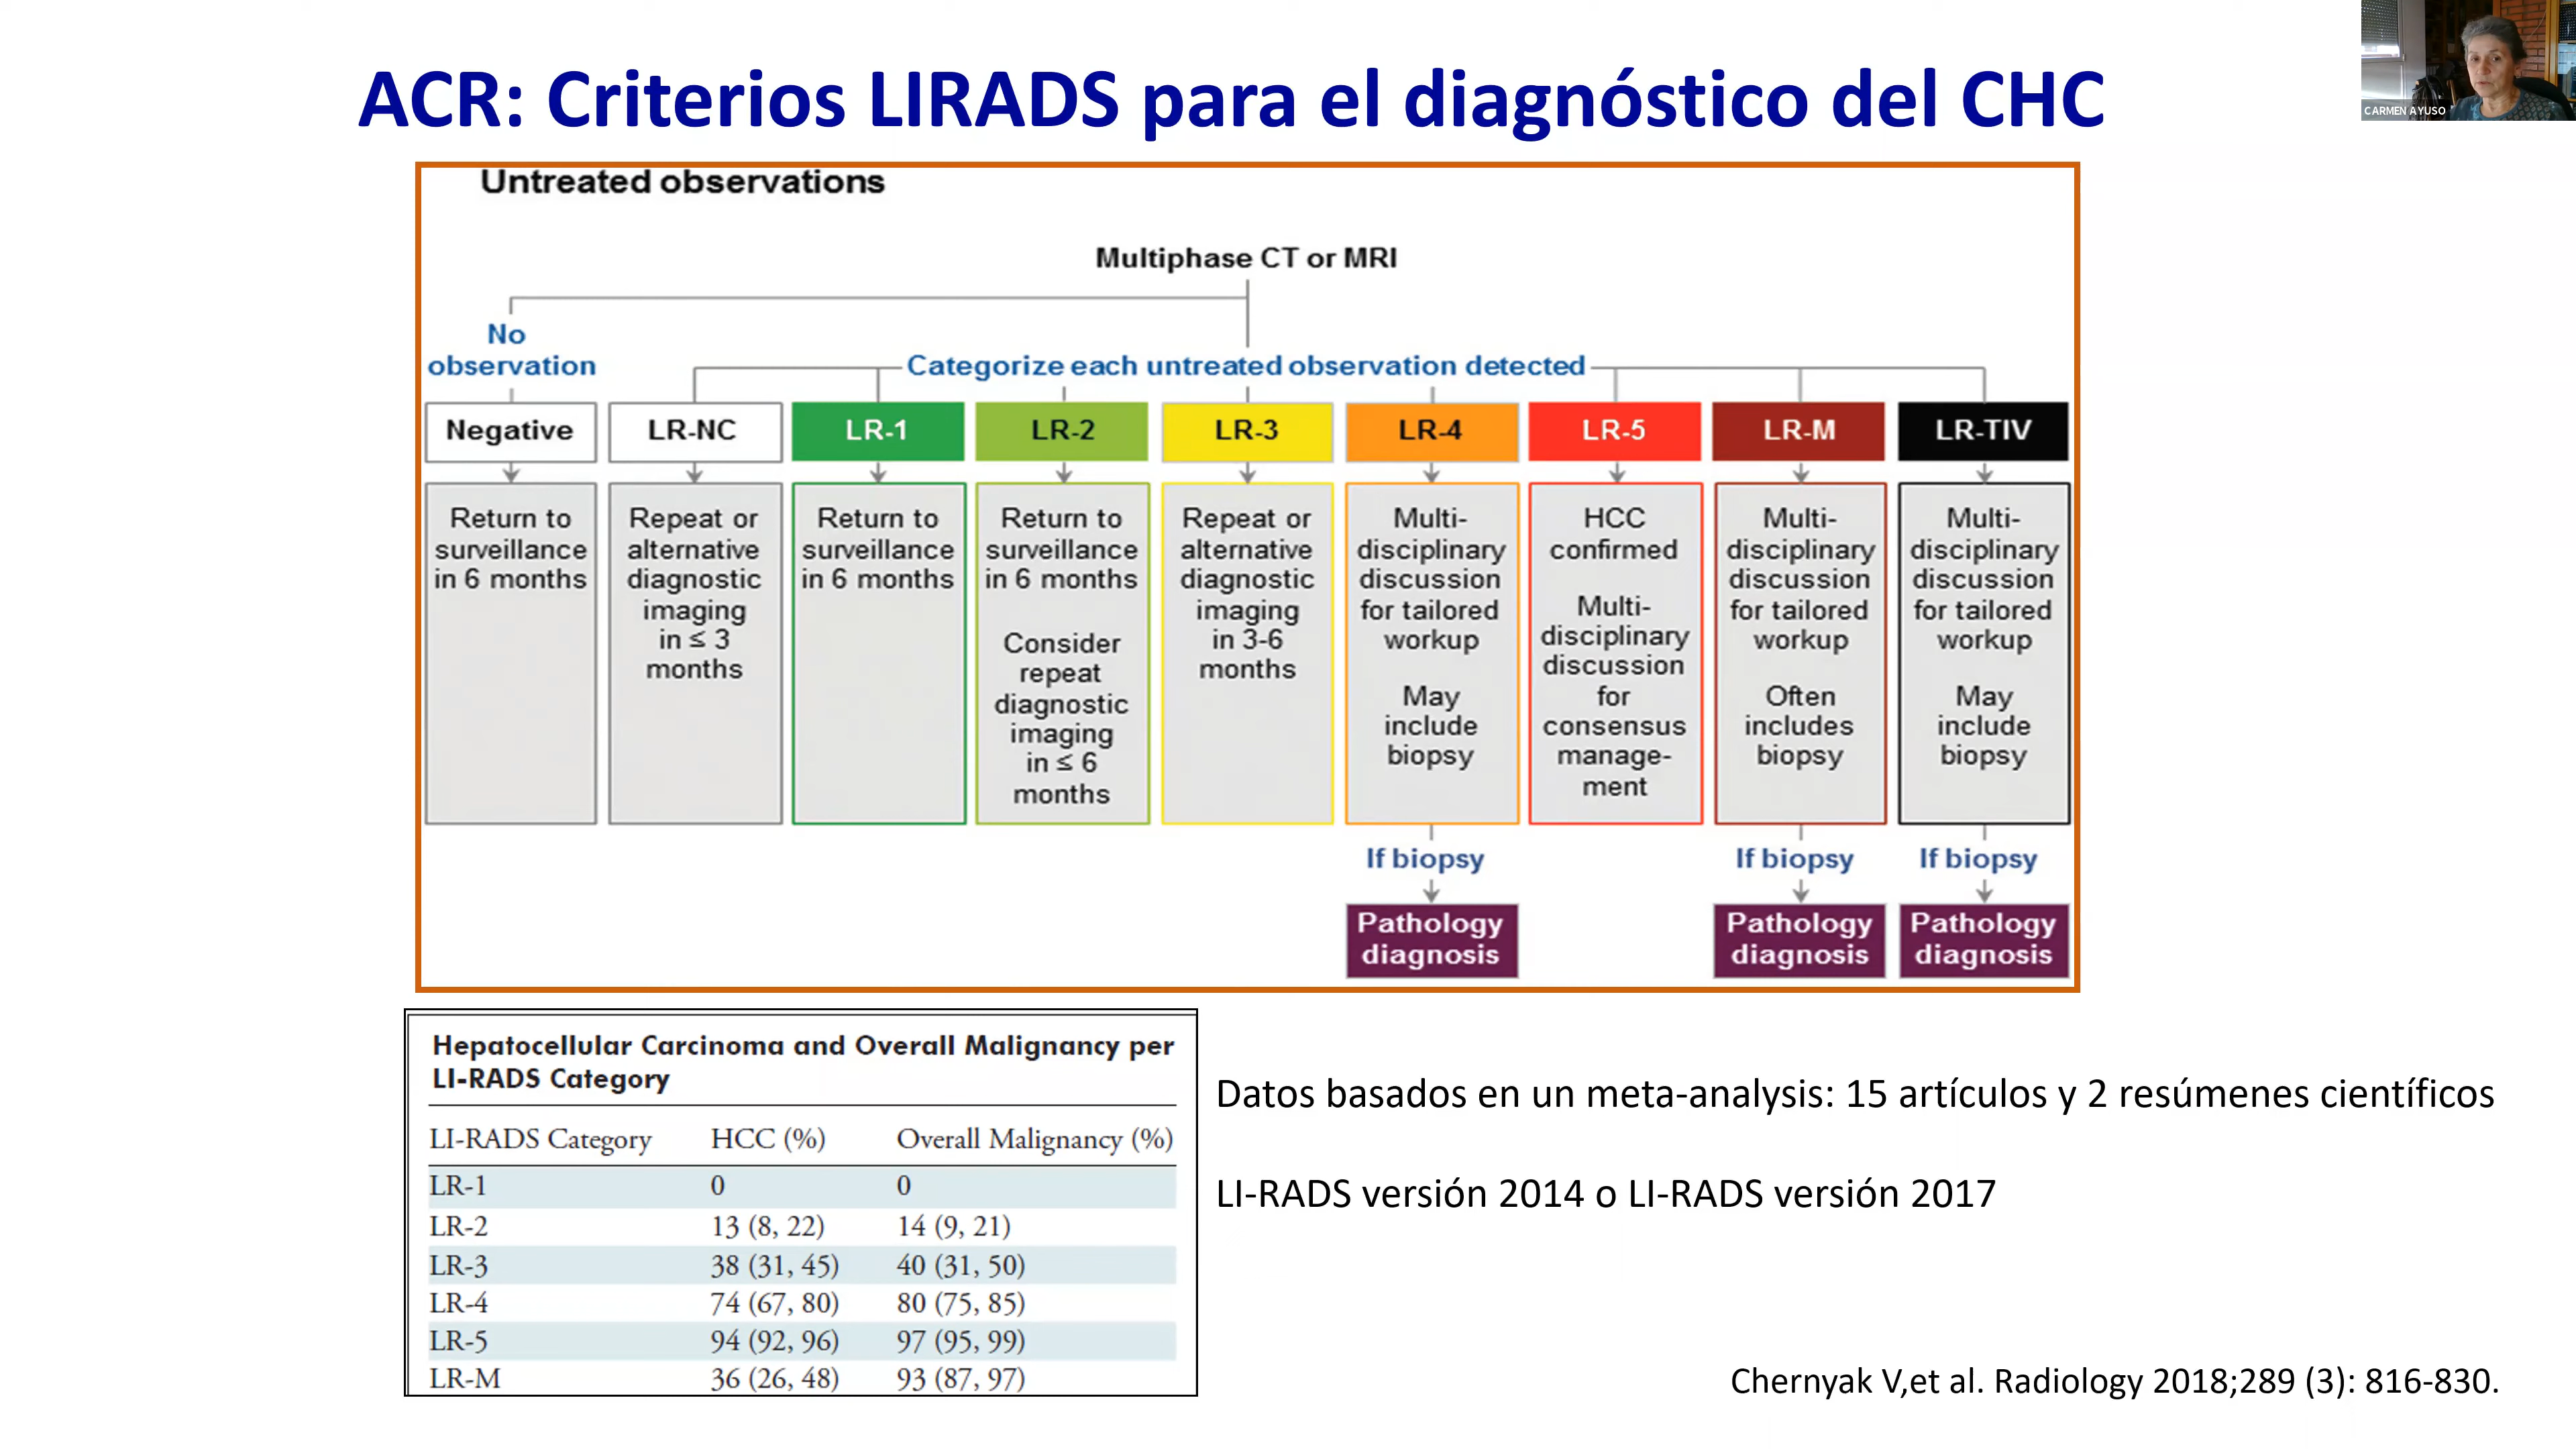 ACR: Criterios LIRADS para el diagnóstico del CHC
CARMEN AYUSO
Untreated observations
Multiphase CT or MRI
No
observation
Categorize each untreated observation detected
Negative
Return to
surveillance
in 6 months
LR-NC
Repeat or
alternative
diagnostic
imaging
in ≤ 3
months
LR-1
Return to
surveillance
in 6 months
LR-2
Return to
surveillance
in 6 months
Consider
repeat
diagnostic
imaging
in ≤ 6
months
LR-3
Repeat or
alternative
diagnostic
imaging
in 3-6
months
LR-4
Multi-
disciplinary
discussion
for tailored
workup
May
include
biopsy
If biopsy
Pathology
diagnosis
LR-5
HCC
confirmed
Multi-
disciplinary
discussion
for
consensus
manage-
ment
LR-M
Multi-
disciplinary
discussion
for tailored
workup
Often
includes
biopsy
If biopsy
Pathology
diagnosis
LR-TIV
Multi-
disciplinary
discussion
for tailored
workup
May
include
biopsy
If biopsy
Pathology
diagnosis
Hepatocellular Carcinoma and Overall Malignancy per
LI-RADS Category
LI-RADS Category HCC (%) Overall Malignancy (%)
LR-1 0 0
LR-2 13 (8, 22) 14 (9, 21)
LR-3 38 (31, 45) 40 (31, 50)
LR-4 74 (67, 80) 80 (75, 85)
LR-5 94 (92, 96) 97 (95, 99)
LR-M 36 (26, 48) 93 (87, 97)
Datos basados en un meta-analysis: 15 artículos y 2 resúmenes científicos
LI-RADS versión 2014 o LI-RADS versión 2017
Chernyak V,et al. Radiology 2018;289 (3): 816-830.